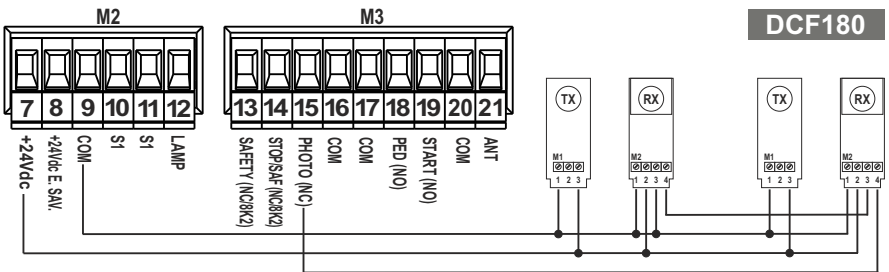 M2
M3
DCF180
7 8 9 10 11 12
13 14 15 16 17 18 19 20 21
+24Vdc
+24Vdc E. SAV.
COM
S1
S1
LAMP
SAFETY (NC/8K2)
STOP/SAF (NC/8K2)
PHOTO (NC)
COM
COM
PED (NO)
START (NO)
COM
ANT
TX
M1
1 2 3
RX
M2
1 2 3 4
TX
M1
1 2 3
RX
M2
1 2 3 4